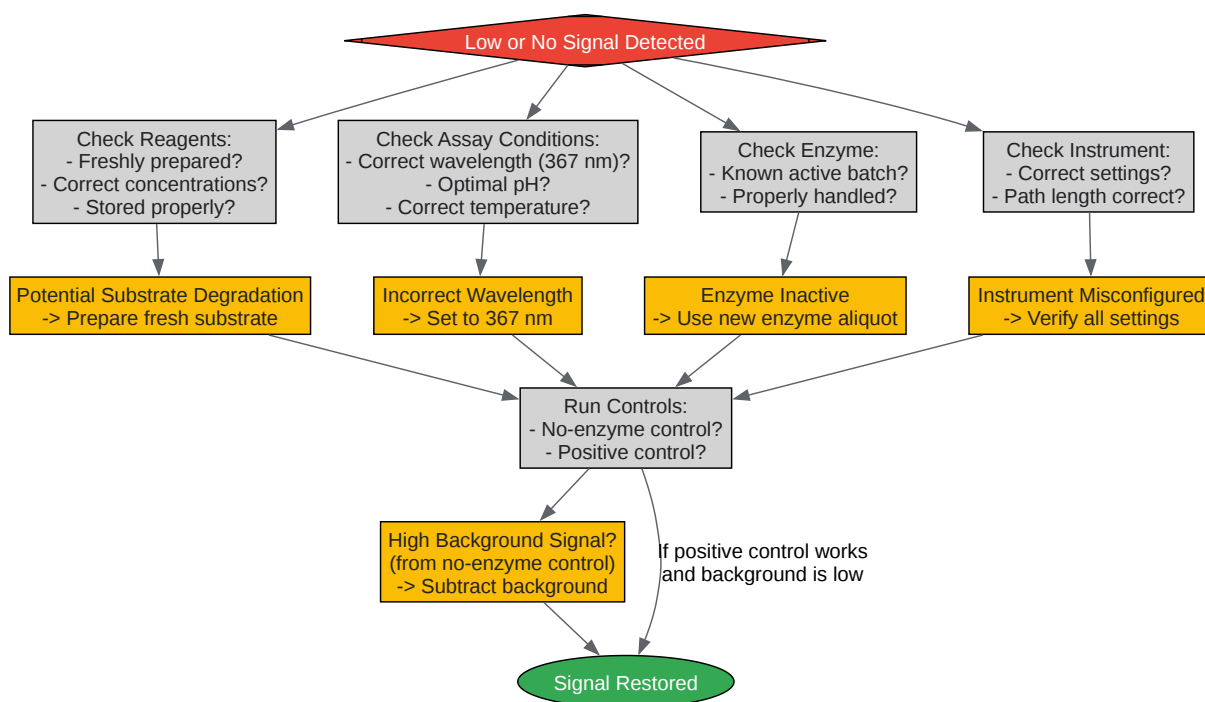 Low or No Signal Detected
Check Reagents:
- Freshly prepared?
- Correct concentrations?
- Stored properly?
Check Assay Conditions:
- Correct wavelength (367 nm)?
- Optimal pH?
- Correct temperature?
Check Enzyme:
- Known active batch?
- Properly handled?
Check Instrument:
- Correct settings?
- Path length correct?
Potential Substrate Degradation
-> Prepare fresh substrate
Incorrect Wavelength
-> Set to 367 nm
Enzyme Inactive
-> Use new enzyme aliquot
Instrument Misconfigured
-> Verify all settings
Run Controls:
- No-enzyme control?
- Positive control?
High Background Signal?
(from no-enzyme control)
-> Subtract background
If positive control works
and background is low
Signal Restored